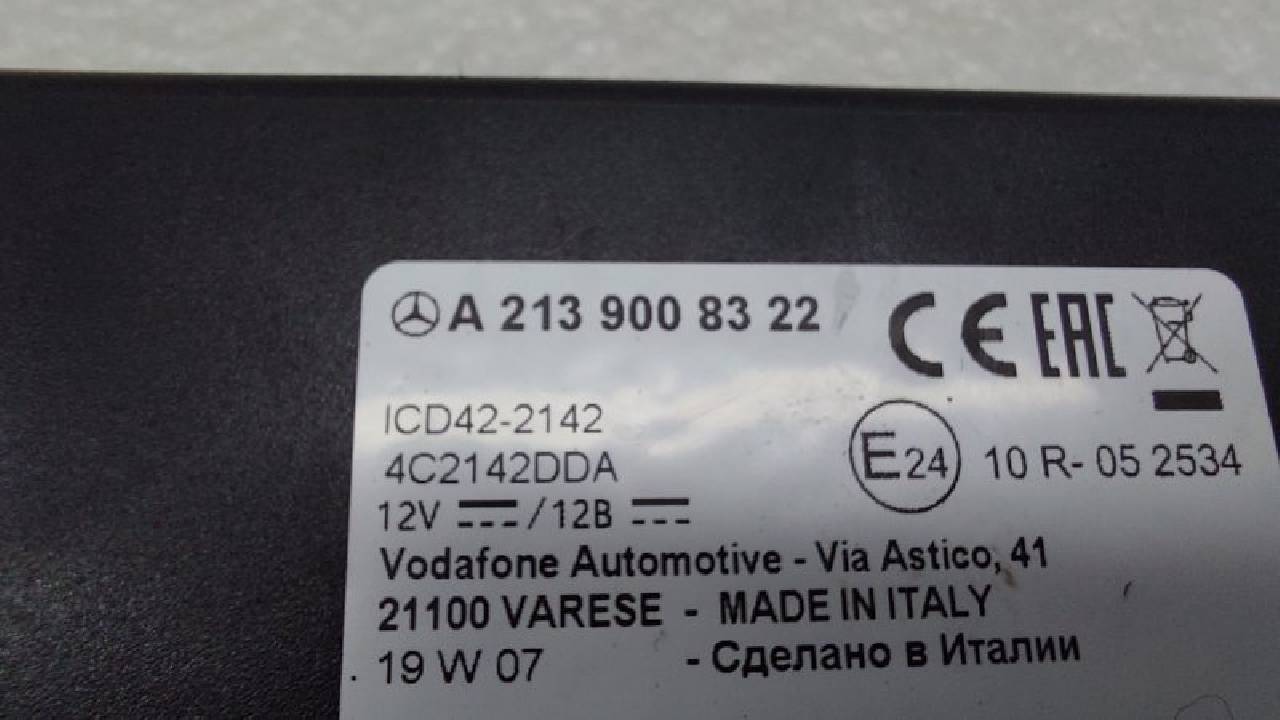 A 213 900 83 22
CE EAC
ICD42-2142
4C2142DDA
E24 10 R- 05 2534
12V / 12В
Vodafone Automotive - Via Astico, 41
21100 VARESE - MADE IN ITALY
19 W 07 - Сделано в Италии